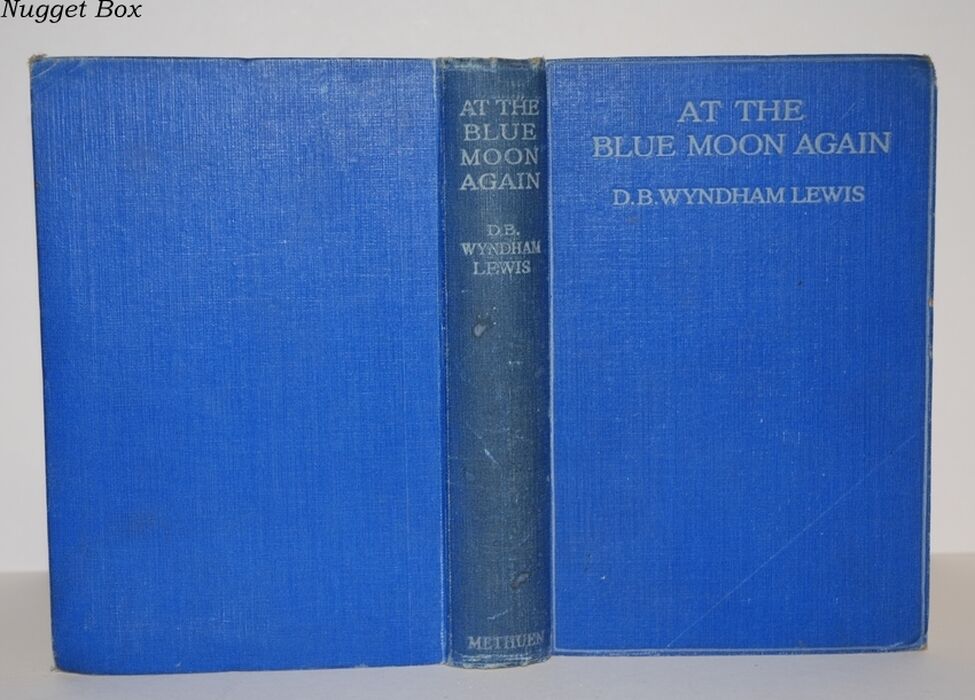 Nugget Box
AT THE
BLUE
MOON
AGAIN
D.B.
WYNDHAM
LEWIS
METHUEN
AT THE
BLUE MOON AGAIN
D.B.WYNDHAM LEWIS